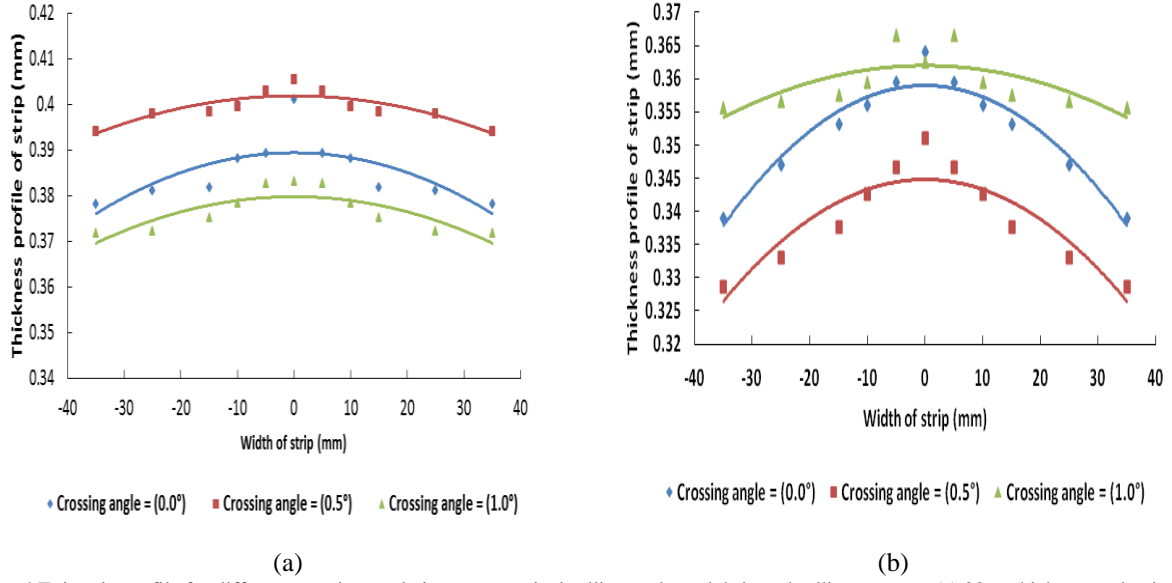 Thickness profile of strip (mm)
0.42
0.41
0.4
0.39
0.38
0.37
0.36
0.35
0.34
-40 -30 -20 -10 0 10 20 30 40
Width of strip (mm)
Crossing angle = (0.0°) Crossing angle = (0.5°) Crossing angle = (1.0°)
(a)
Thickness profile of strip (mm)
0.37
0.365
0.36
0.355
0.35
0.345
0.34
0.335
0.33
0.325
0.32
-40 -30 -20 -10 0 10 20 30 40
Width of strip (mm)
Crossing angle = (0.0°) Crossing angle = (0.5°) Crossing angle = (1.0°)
(b)